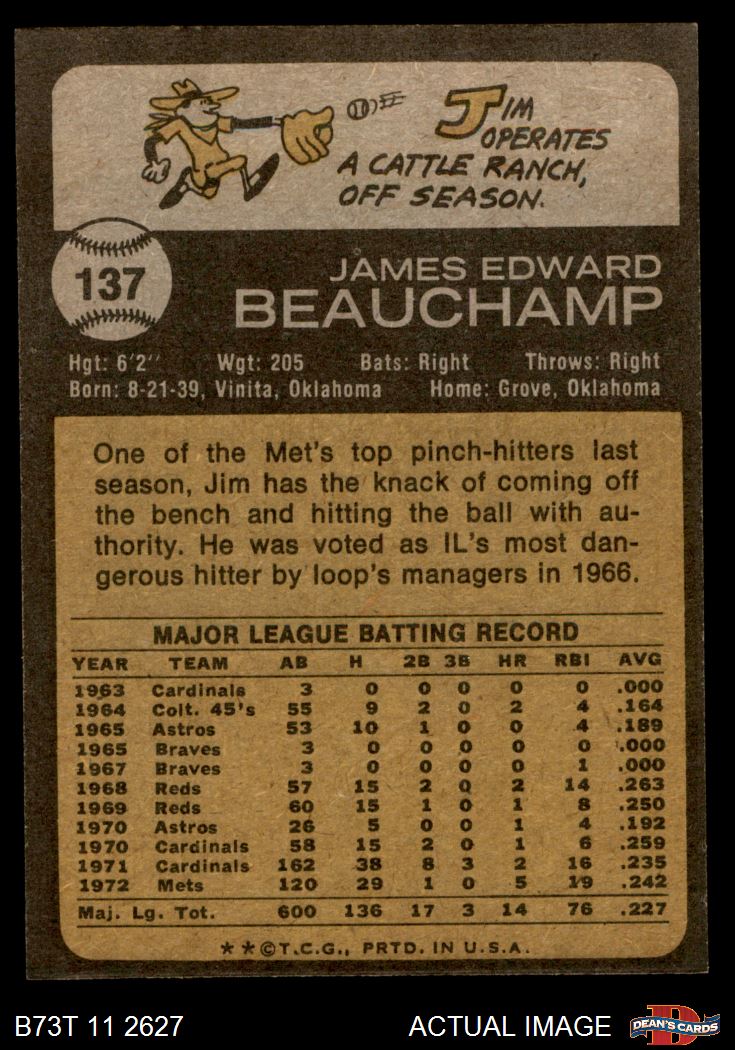 JIM
OPERATES
A CATTLE RANCH,
OFF SEASON.
137
JAMES EDWARD
BEAUCHAMP
Hgt: 6'2'' Wgt: 205 Bats: Right Throws: Right
Born: 8-21-39, Vinita, Oklahoma Home: Grove, Oklahoma
One of the Met's top pinch-hitters last
season, Jim has the knack of coming off
the bench and hitting the ball with au-
thority. He was voted as IL's most dan-
gerous hitter by loop's managers in 1966.
MAJOR LEAGUE BATTING RECORD
YEAR TEAM AB H 2B 3B HR RBI AVG
1963 Cardinals 3 0 0 0 0 0 .000
1964 Colt. 45's 55 9 2 0 2 4 .164
1965 Astros 53 10 1 0 0 4 .189
1965 Braves 3 0 0 0 0 0 .000
1967 Braves 3 0 0 0 0 1 .000
1968 Reds 57 15 2 0 2 14 .263
1969 Reds 60 15 1 0 1 8 .250
1970 Astros 26 5 0 0 1 4 .192
1970 Cardinals 58 15 2 0 1 6 .259
1971 Cardinals 162 38 8 3 2 16 .235
1972 Mets 120 29 1 0 5 19 .242
Maj. Lg. Tot. 600 136 17 3 14 76 .227
**©T.C.G., PRTD. IN U.S.A.
B73T 11 2627 ACTUAL IMAGE D DEAN'S CARDS